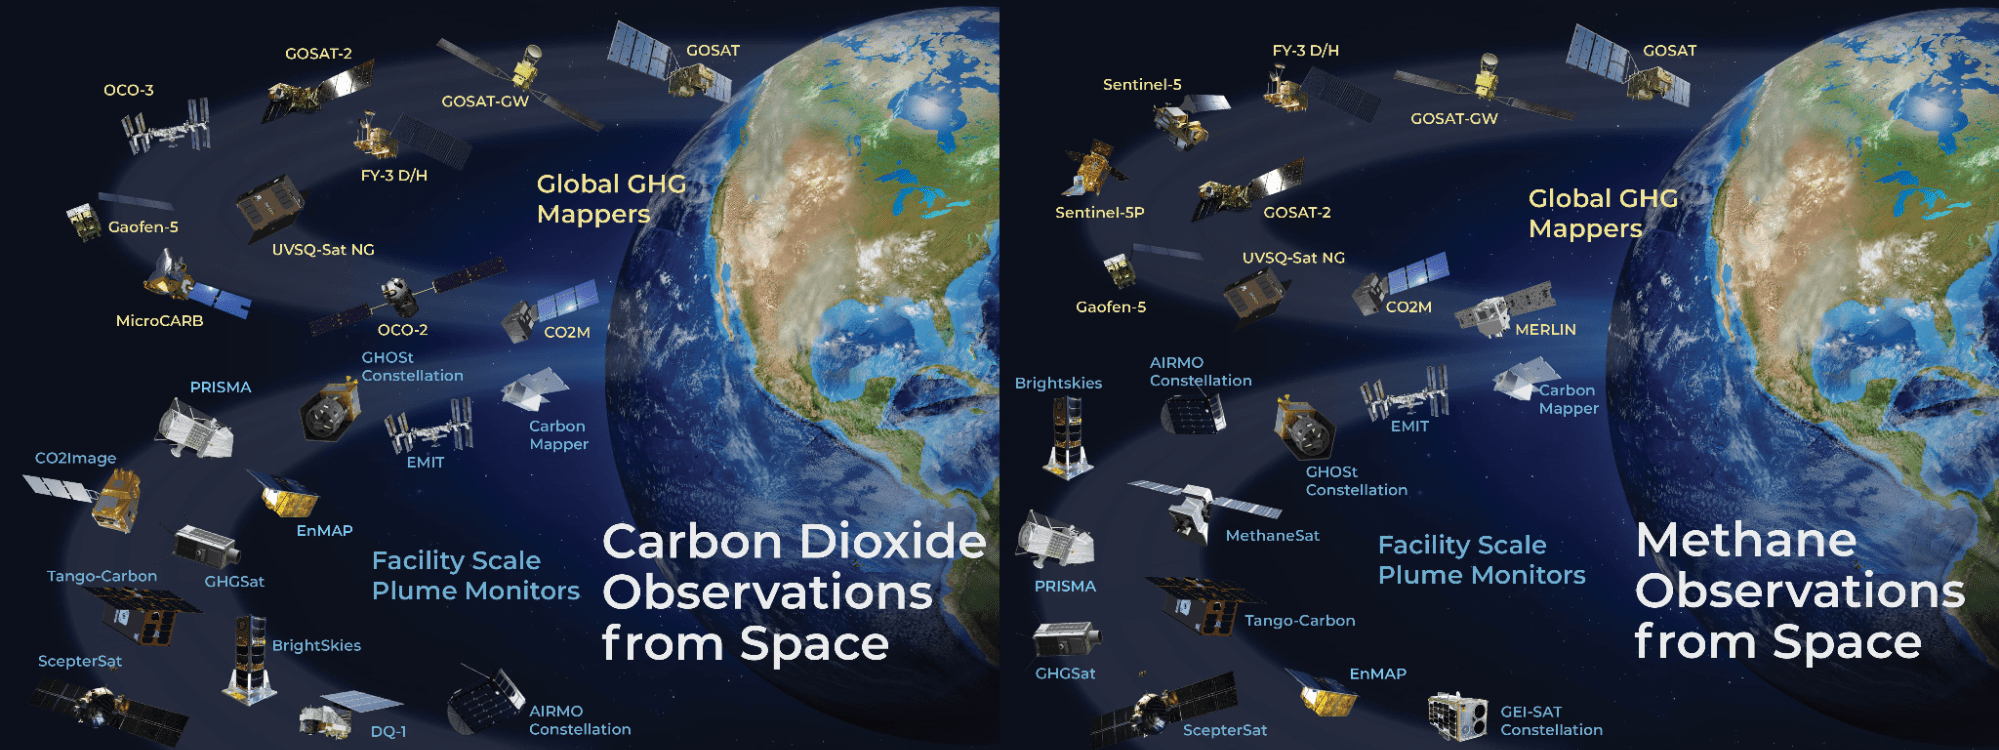 GOSAT-2
GOSAT
OCO-3
GOSAT-GW
FY-3 D/H
Global GHG
Mappers
Gaofen-5
UVSQ-Sat NG
MicroCARB
OCO-2
CO2M
GHOSt
Constellation
PRISMA
Carbon
Mapper
EMIT
CO2Image
EnMAP
Facility Scale
Plume Monitors
Tango-Carbon
GHGSat
BrightSkies
ScepterSat
DQ-1
AIRMO
Constellation
Carbon Dioxide
Observations
from Space
FY-3 D/H
GOSAT
Sentinel-5
GOSAT-GW
Sentinel-5P
GOSAT-2
Global GHG
Mappers
UVSQ-Sat NG
Gaofen-5
CO2M
MERLIN
AIRMO
Constellation
Brightskies
Carbon
Mapper
EMIT
GHOSt
Constellation
MethaneSat
Facility Scale
Plume Monitors
PRISMA
Tango-Carbon
GHGSat
EnMAP
ScepterSat
GEI-SAT
Constellation
Methane
Observations
from Space